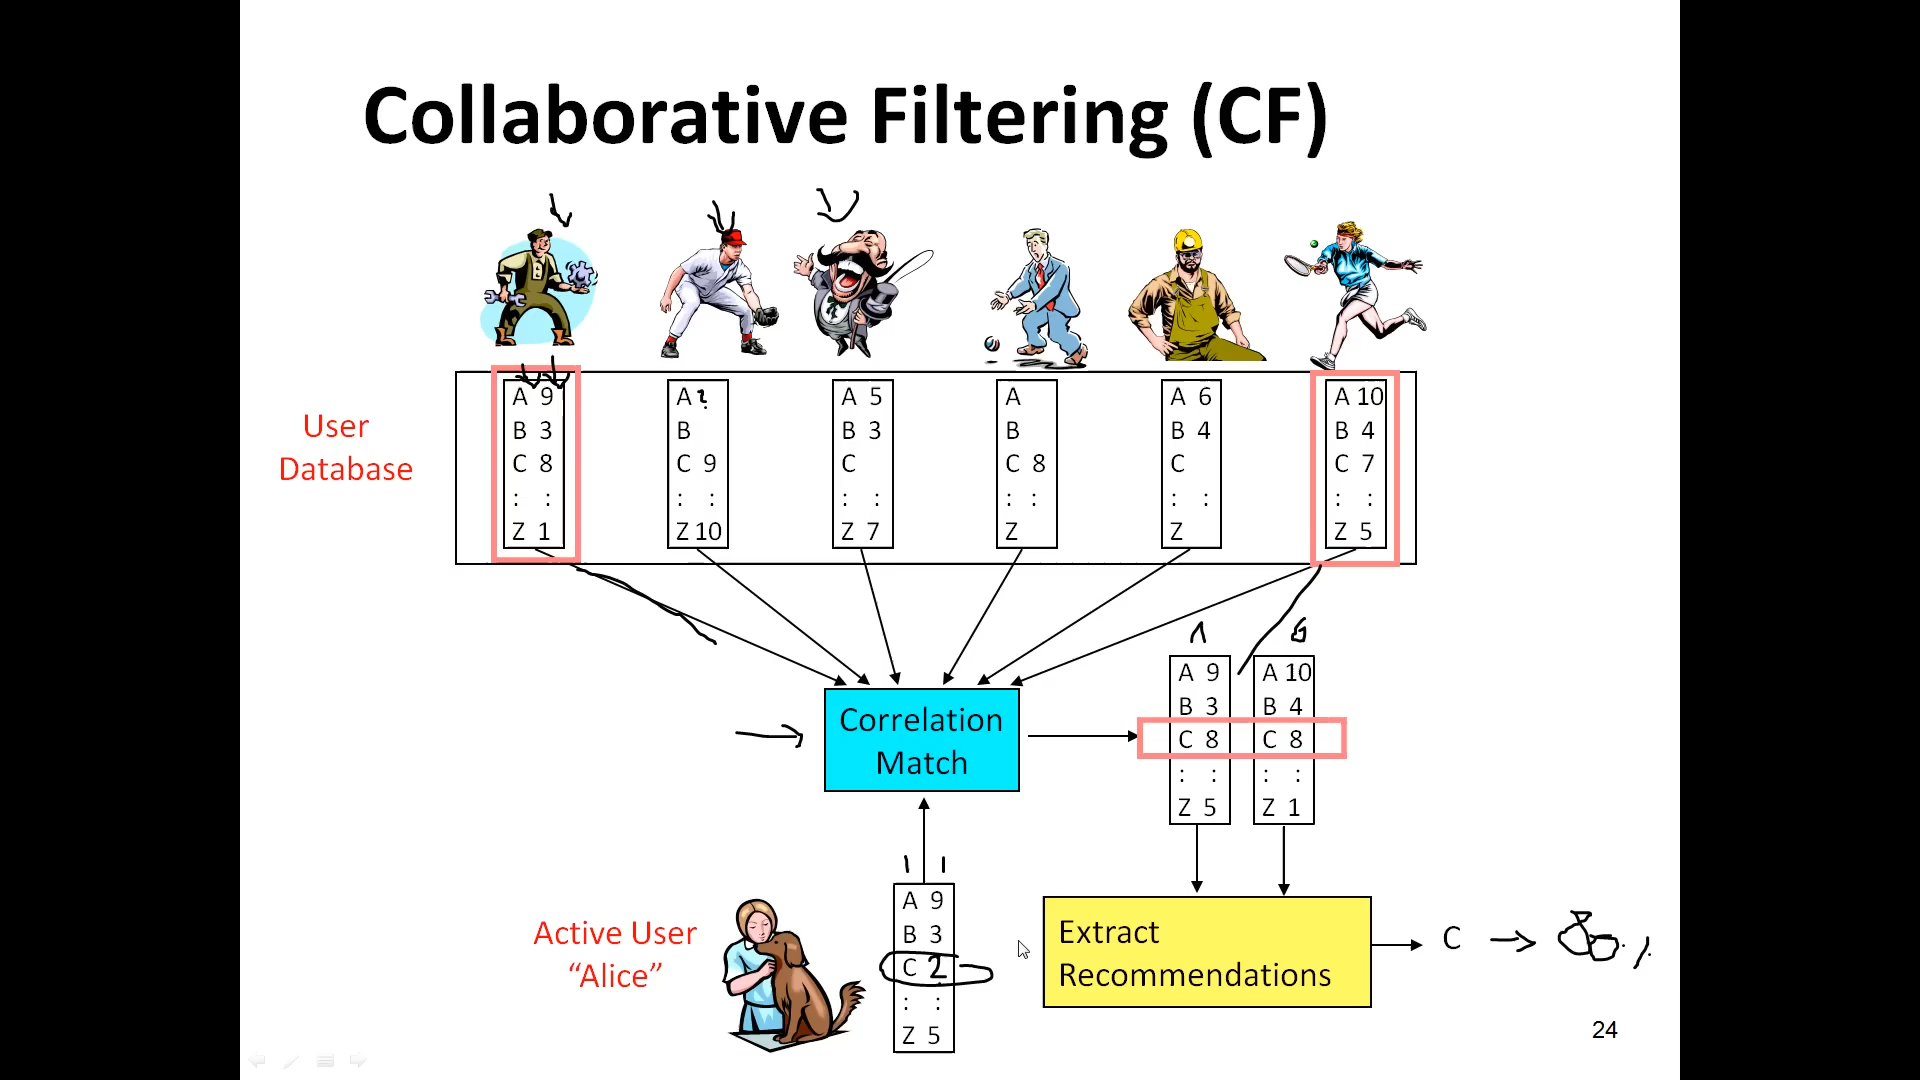 Collaborative Filtering (CF)
User
Database
A 9
B 3
C 8
: :
Z 1
A ?
B
C 9
: :
Z 10
A 5
B 3
C
: :
Z 7
A
B
C 8
: :
Z
A 6
B 4
C
: :
Z
A 10
B 4
C 7
: :
Z 5
Correlation
Match
1 6
A 9
B 3
C 8
: :
Z 5
A 10
B 4
C 8
: :
Z 1
Active User
“Alice”
A 9
B 3
C 2
: :
Z 5
Extract
Recommendations
C
24